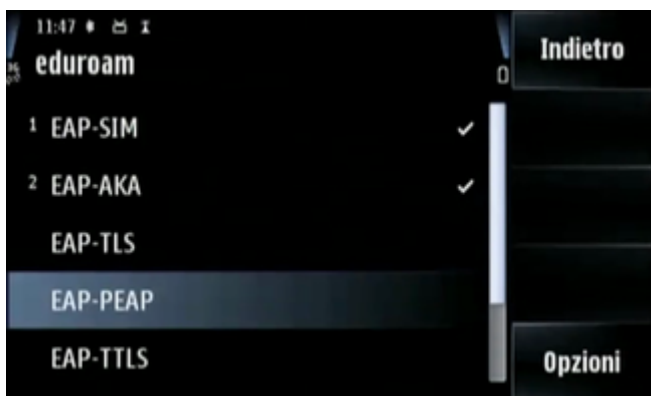 11:47
eduroam
Indietro
1 EAP-SIM
2 EAP-AKA
EAP-TLS
EAP-PEAP
EAP-TTLS
Opzioni